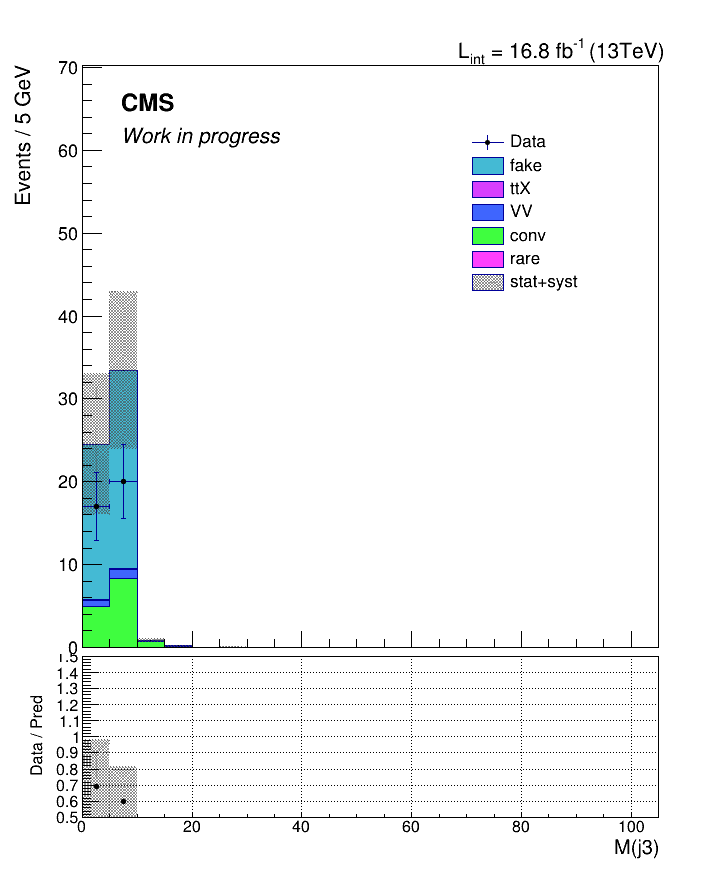 L_int = 16.8 fb^-1 (13TeV)
Events / 5 GeV
70
60
50
40
30
20
10
0
CMS
Work in progress
Data
fake
ttX
VV
conv
rare
stat+syst
Data / Pred
1.5
1.4
1.3
1.2
1.1
1
0.9
0.8
0.7
0.6
0.5
0 20 40 60 80 100
M(j3)